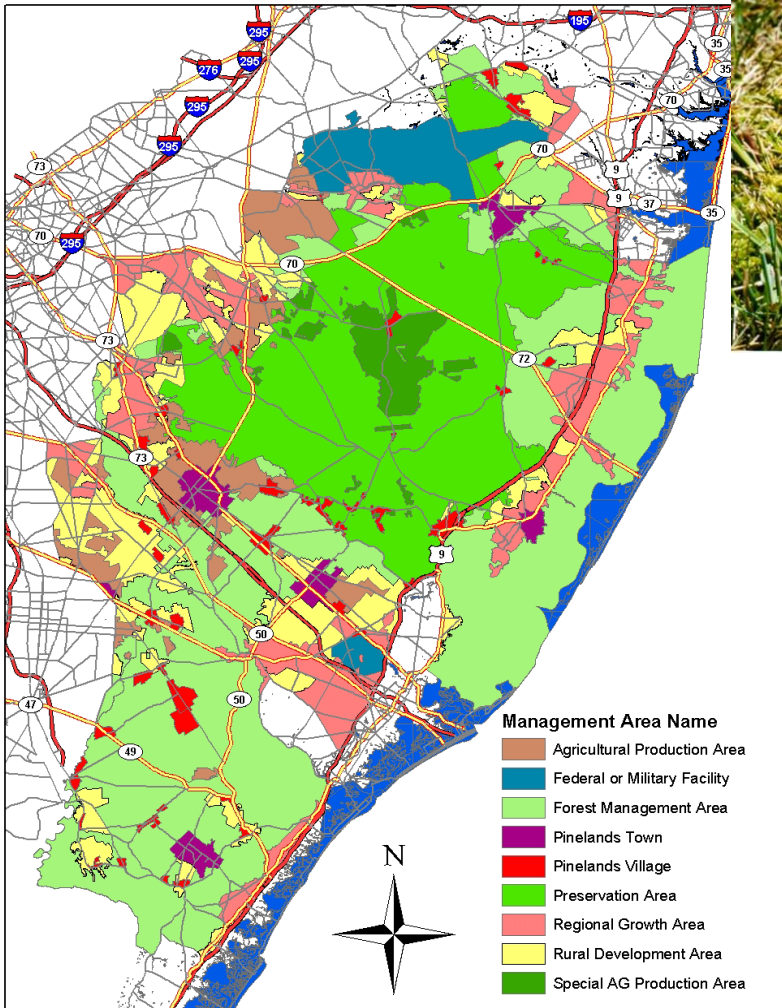 295
195
35
276
295
35
295
70
295
73
70
9
9
37
35
70
295
70
73
72
73
9
50
47
50
49
Management Area Name
Agricultural Production Area
Federal or Military Facility
Forest Management Area
Pinelands Town
N
Pinelands Village
Preservation Area
Regional Growth Area
Rural Development Area
Special AG Production Area